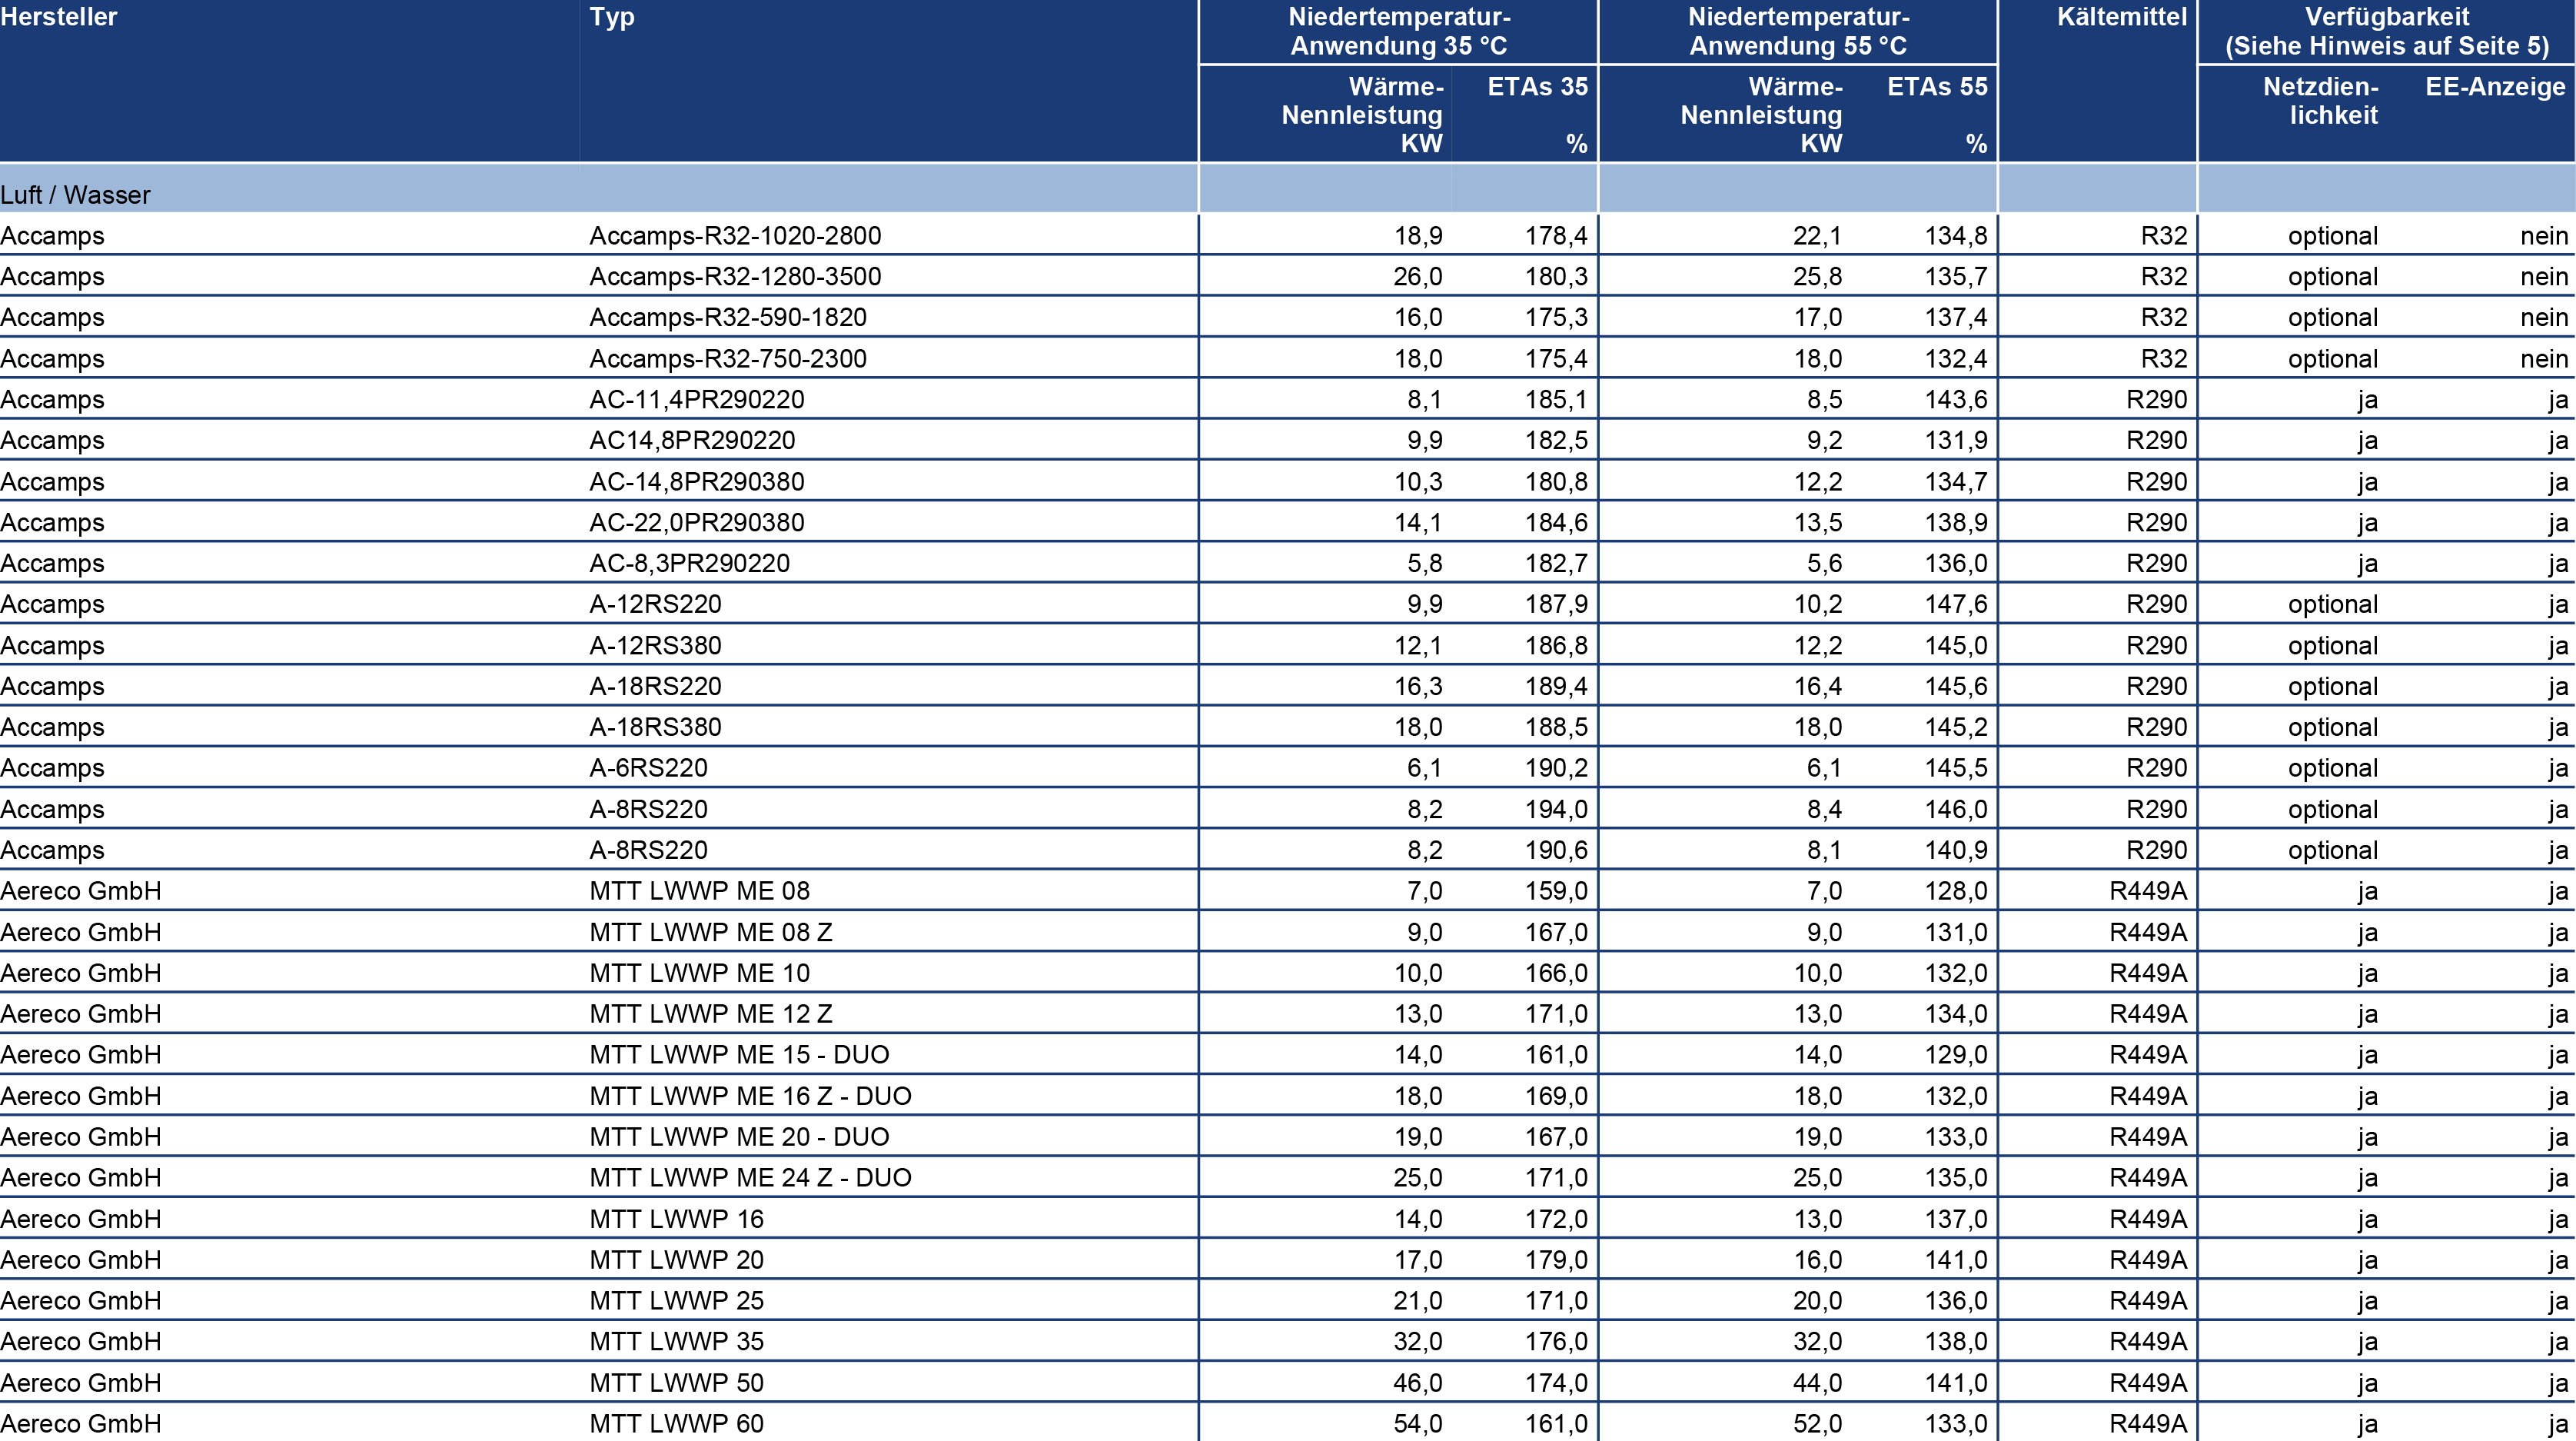 Hersteller Typ Niedertemperatur- Niedertemperatur- Kältemittel Verfügbarkeit
Anwendung 35 °C Anwendung 55 °C (Siehe Hinweis auf Seite 5)
Wärme- ETAs 35 Wärme- ETAs 55 Netzdien- EE-Anzeige
Nennleistung Nennleistung lichkeit
KW % KW %
Luft / Wasser
Accamps Accamps-R32-1020-2800 18,9 178,4 22,1 134,8 R32 optional nein
Accamps Accamps-R32-1280-3500 26,0 180,3 25,8 135,7 R32 optional nein
Accamps Accamps-R32-590-1820 16,0 175,3 17,0 137,4 R32 optional nein
Accamps Accamps-R32-750-2300 18,0 175,4 18,0 132,4 R32 optional nein
Accamps AC-11,4PR290220 8,1 185,1 8,5 143,6 R290 ja ja
Accamps AC14,8PR290220 9,9 182,5 9,2 131,9 R290 ja ja
Accamps AC-14,8PR290380 10,3 180,8 12,2 134,7 R290 ja ja
Accamps AC-22,0PR290380 14,1 184,6 13,5 138,9 R290 ja ja
Accamps AC-8,3PR290220 5,8 182,7 5,6 136,0 R290 ja ja
Accamps A-12RS220 9,9 187,9 10,2 147,6 R290 optional ja
Accamps A-12RS380 12,1 186,8 12,2 145,0 R290 optional ja
Accamps A-18RS220 16,3 189,4 16,4 145,6 R290 optional ja
Accamps A-18RS380 18,0 188,5 18,0 145,2 R290 optional ja
Accamps A-6RS220 6,1 190,2 6,1 145,5 R290 optional ja
Accamps A-8RS220 8,2 194,0 8,4 146,0 R290 optional ja
Accamps A-8RS220 8,2 190,6 8,1 140,9 R290 optional ja
Aereco GmbH MTT LWWP ME 08 7,0 159,0 7,0 128,0 R449A ja ja
Aereco GmbH MTT LWWP ME 08 Z 9,0 167,0 9,0 131,0 R449A ja ja
Aereco GmbH MTT LWWP ME 10 10,0 166,0 10,0 132,0 R449A ja ja
Aereco GmbH MTT LWWP ME 12 Z 13,0 171,0 13,0 134,0 R449A ja ja
Aereco GmbH MTT LWWP ME 15 - DUO 14,0 161,0 14,0 129,0 R449A ja ja
Aereco GmbH MTT LWWP ME 16 Z - DUO 18,0 169,0 18,0 132,0 R449A ja ja
Aereco GmbH MTT LWWP ME 20 - DUO 19,0 167,0 19,0 133,0 R449A ja ja
Aereco GmbH MTT LWWP ME 24 Z - DUO 25,0 171,0 25,0 135,0 R449A ja ja
Aereco GmbH MTT LWWP 16 14,0 172,0 13,0 137,0 R449A ja ja
Aereco GmbH MTT LWWP 20 17,0 179,0 16,0 141,0 R449A ja ja
Aereco GmbH MTT LWWP 25 21,0 171,0 20,0 136,0 R449A ja ja
Aereco GmbH MTT LWWP 35 32,0 176,0 32,0 138,0 R449A ja ja
Aereco GmbH MTT LWWP 50 46,0 174,0 44,0 141,0 R449A ja ja
Aereco GmbH MTT LWWP 60 54,0 161,0 52,0 133,0 R449A ja ja